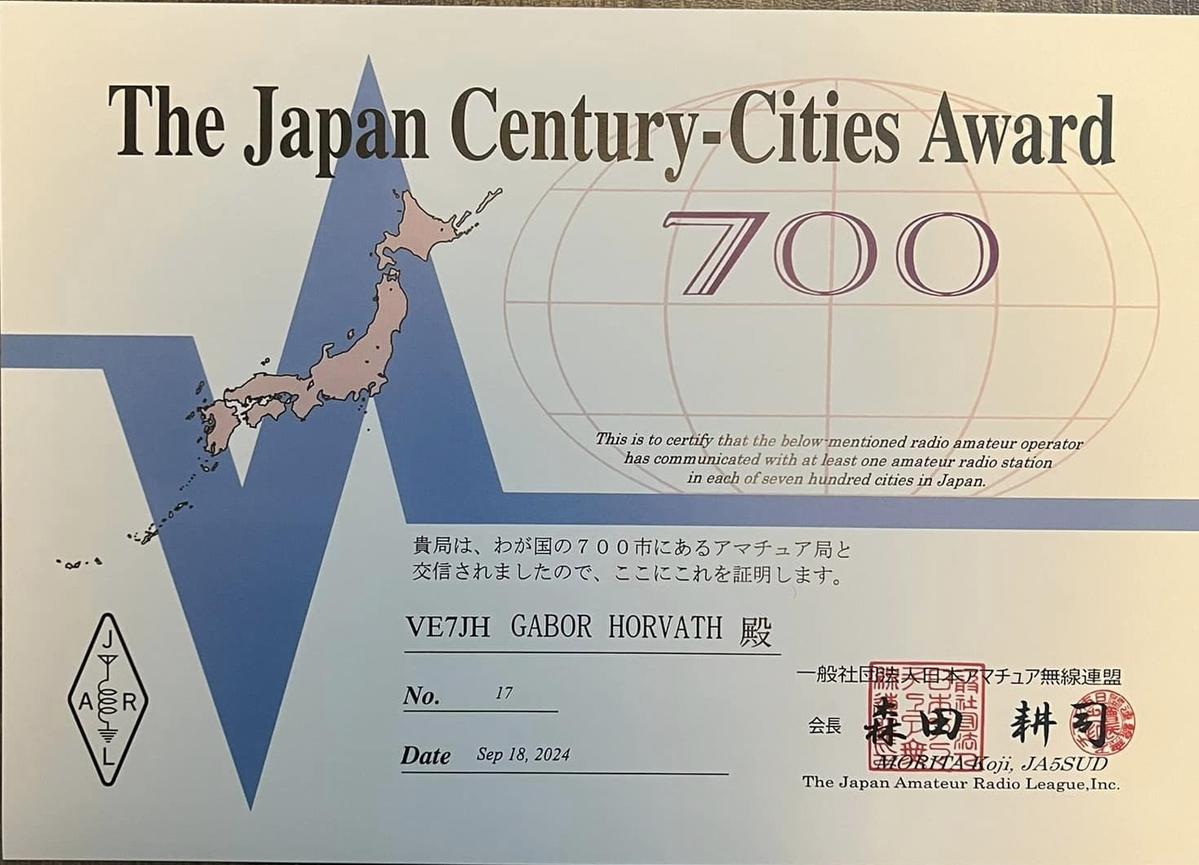 The Japan Century-Cities Award
700
This is to certify that the below-mentioned radio amateur operator
has communicated with at least one amateur radio station
in each of seven hundred cities in Japan.
貴局は、わが国の７００市にあるアマチュア局と
交信されましたので、ここにこれを証明します。
VE7JH GABOR HORVATH 殿
No. 17
Date Sep 18, 2024
J
A R
L
一般社団法人日本アマチュア無線連盟
会長 森田 耕司
MORITA Koji, JA5SUD
The Japan Amateur Radio League,Inc.